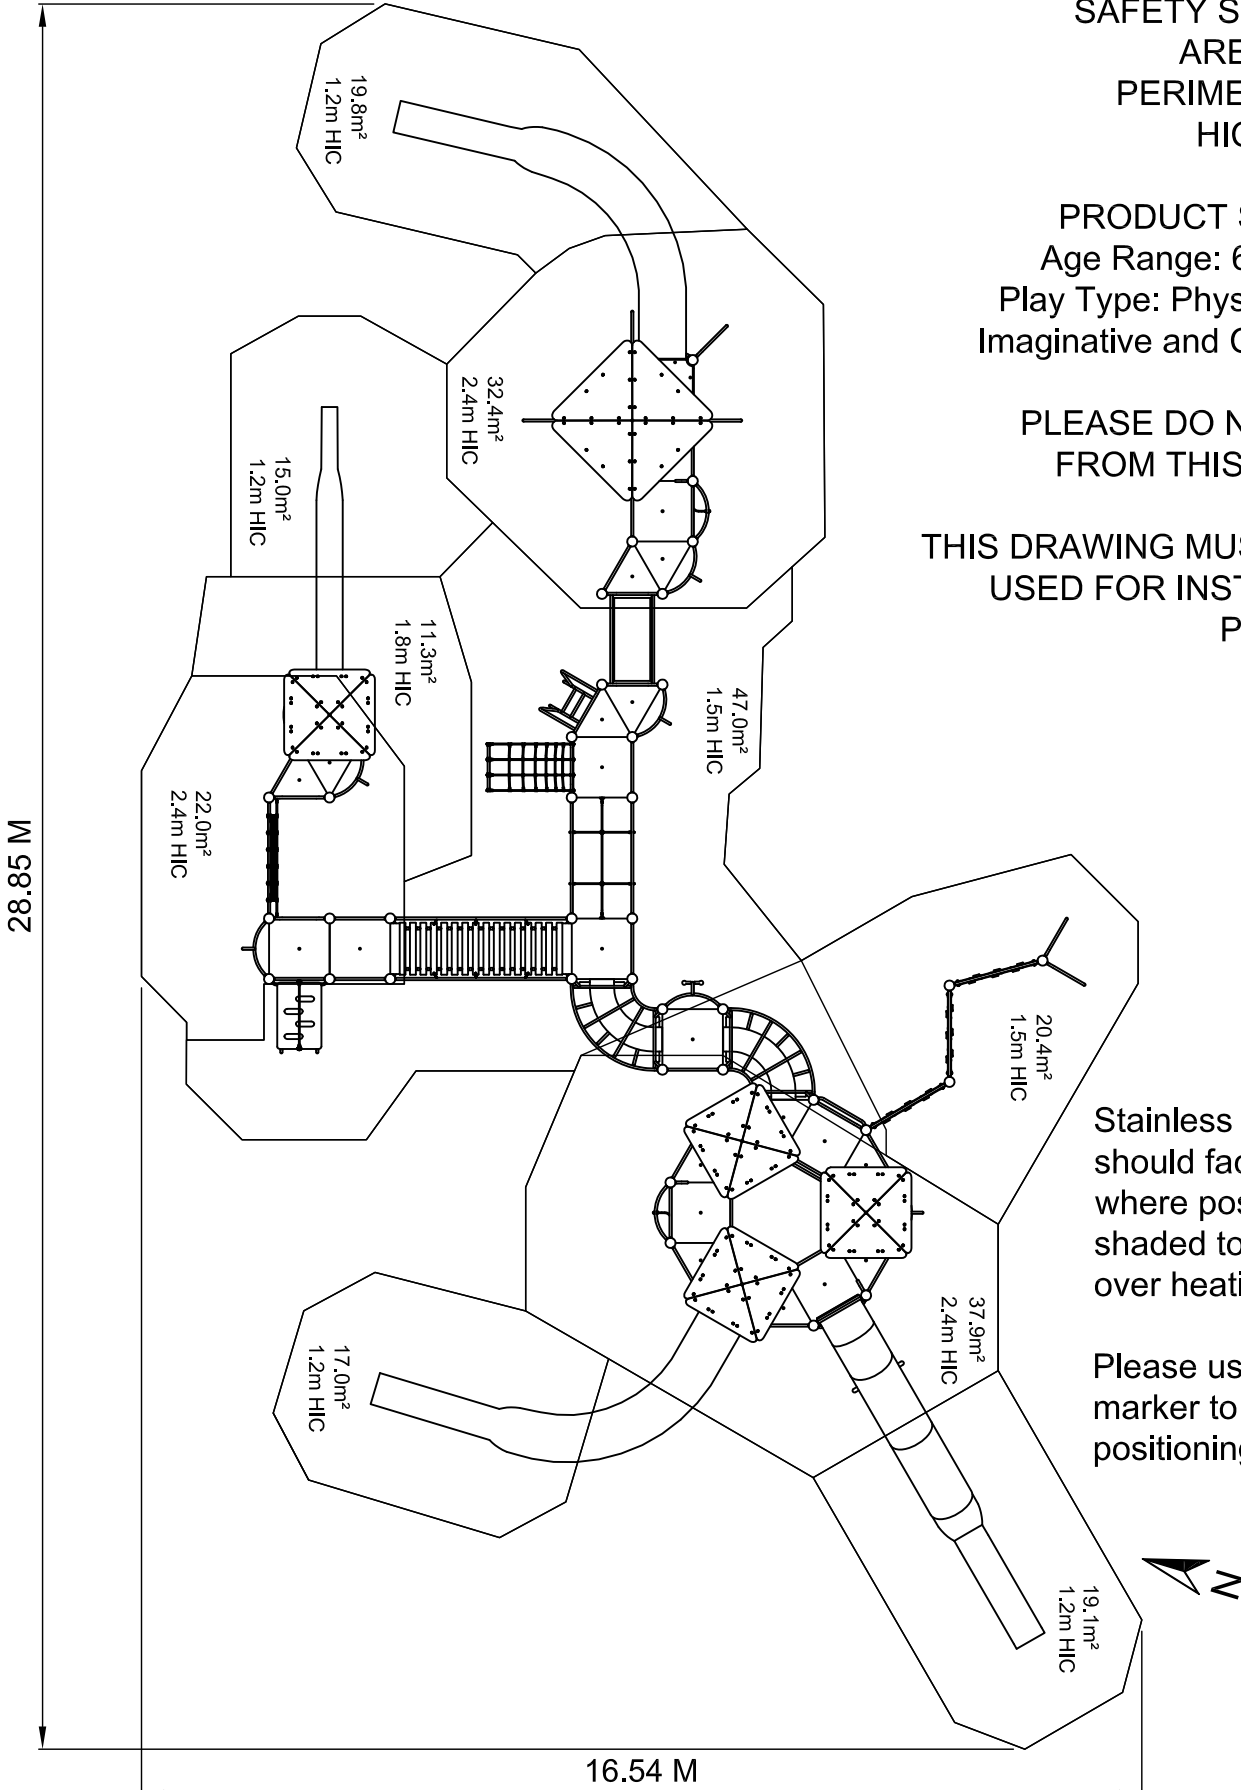 SAFETY S
ARE
PERIME
HIC
PRODUCT S
Age Range: 6
Play Type: Phys
Imaginative and C
PLEASE DO N
FROM THIS
THIS DRAWING MUS
USED FOR INST
P
19.8m²
1.2m HIC
32.4m²
2.4m HIC
15.0m²
1.2m HIC
11.3m²
1.8m HIC
47.0m²
1.5m HIC
22.0m²
2.4m HIC
28.85 M
20.4m²
1.5m HIC
Stainless
should fac
where pos
shaded to
over heati
37.9m²
2.4m HIC
17.0m²
1.2m HIC
Please us
marker to
positioning
N
19.1m²
1.2m HIC
16.54 M